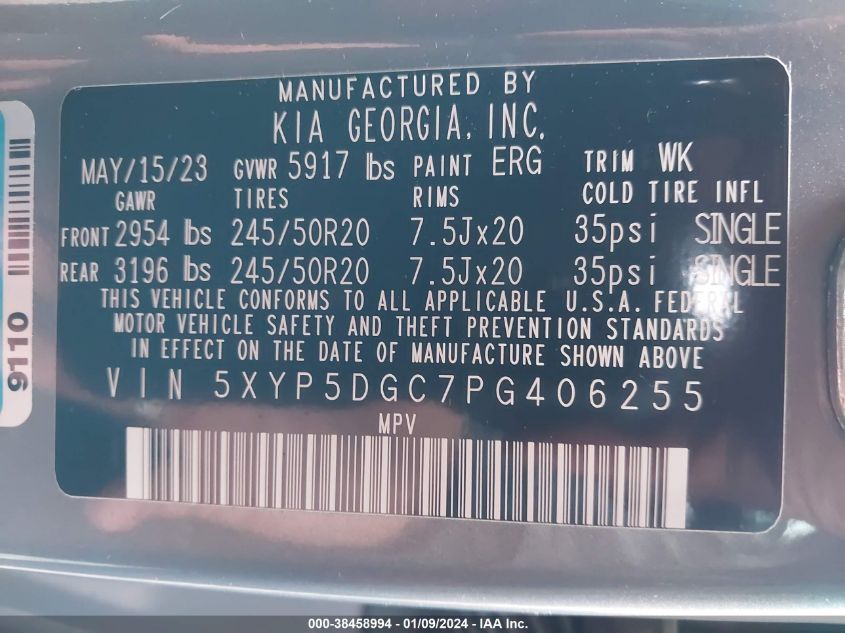 MANUFACTURED BY
KIA GEORGIA, INC.
MAY/15/23 GVWR 5917 lbs PAINT ERG TRIM WK
GAWR TIRES RIMS COLD TIRE INFL
FRONT 2954 lbs 245/50R20 7.5Jx20 35psi SINGLE
REAR 3196 lbs 245/50R20 7.5Jx20 35psi SINGLE
THIS VEHICLE CONFORMS TO ALL APPLICABLE U.S.A. FEDERAL
MOTOR VEHICLE SAFETY AND THEFT PREVENTION STANDARDS
IN EFFECT ON THE DATE OF MANUFACTURE SHOWN ABOVE
VIN 5XYP5DGC7PG406255
MPV
9110
000-38458994 - 01/09/2024 - IAA Inc.